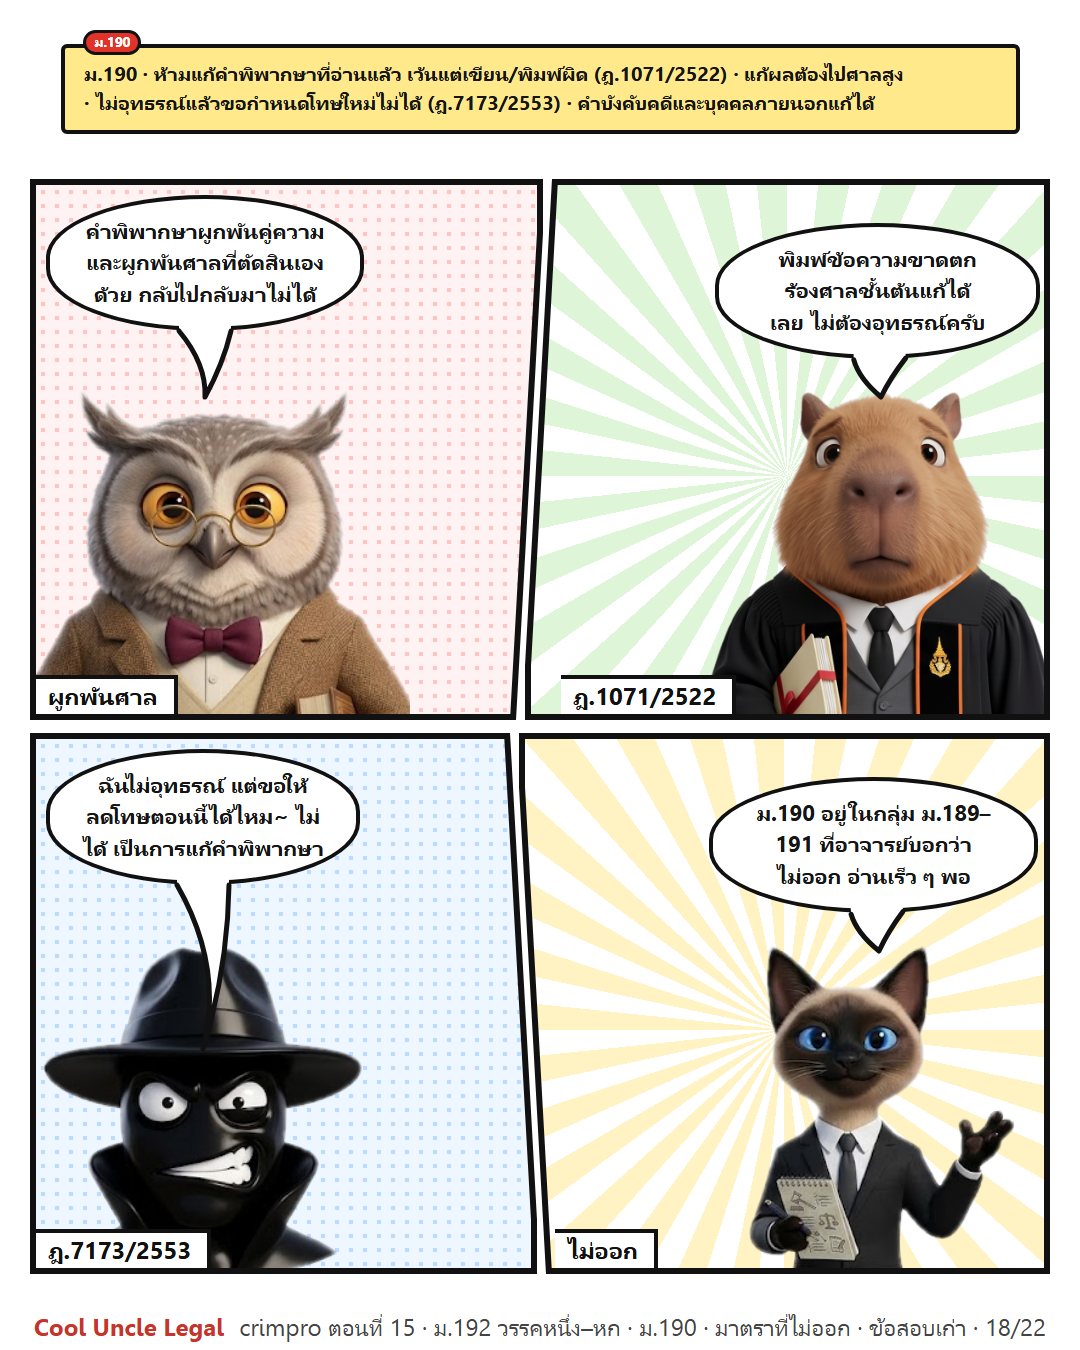 ม.190
ม.190 · ห้ามแก้คำพิพากษาที่อ่านแล้ว เว้นแต่เขียน/พิมพ์ผิด (ฎ.1071/2522) · แก้ผลต้องไปศาลสูง
· ไม่อุทธรณ์แล้วขอกำหนดโทษใหม่ไม่ได้ (ฎ.7173/2553) · คำบังคับคดีและบุคคลภายนอกแก้ได้
คำพิพากษาผูกพันคู่ความ
และผูกพันศาลที่ตัดสินเอง
ด้วย กลับไปกลับมาไม่ได้
ผูกพันศาล
พิมพ์ข้อความขาดตก
ร้องศาลชั้นต้นแก้ได้
เลย ไม่ต้องอุทธรณ์ครับ
ฎ.1071/2522
ฉันไม่อุทธรณ์ แต่ขอให้
ลดโทษตอนนี้ได้ไหม~ ไม่
ได้ เป็นการแก้คำพิพากษา
ฎ.7173/2553
ม.190 อยู่ในกลุ่ม ม.189–
191 ที่อาจารย์บอกว่า
ไม่ออก อ่านเร็ว ๆ พอ
ไม่ออก
Cool Uncle Legal crimpro ตอนที่ 15 · ม.192 วรรคหนึ่ง–หก · ม.190 · มาตราที่ไม่ออก · ข้อสอบเก่า · 18/22